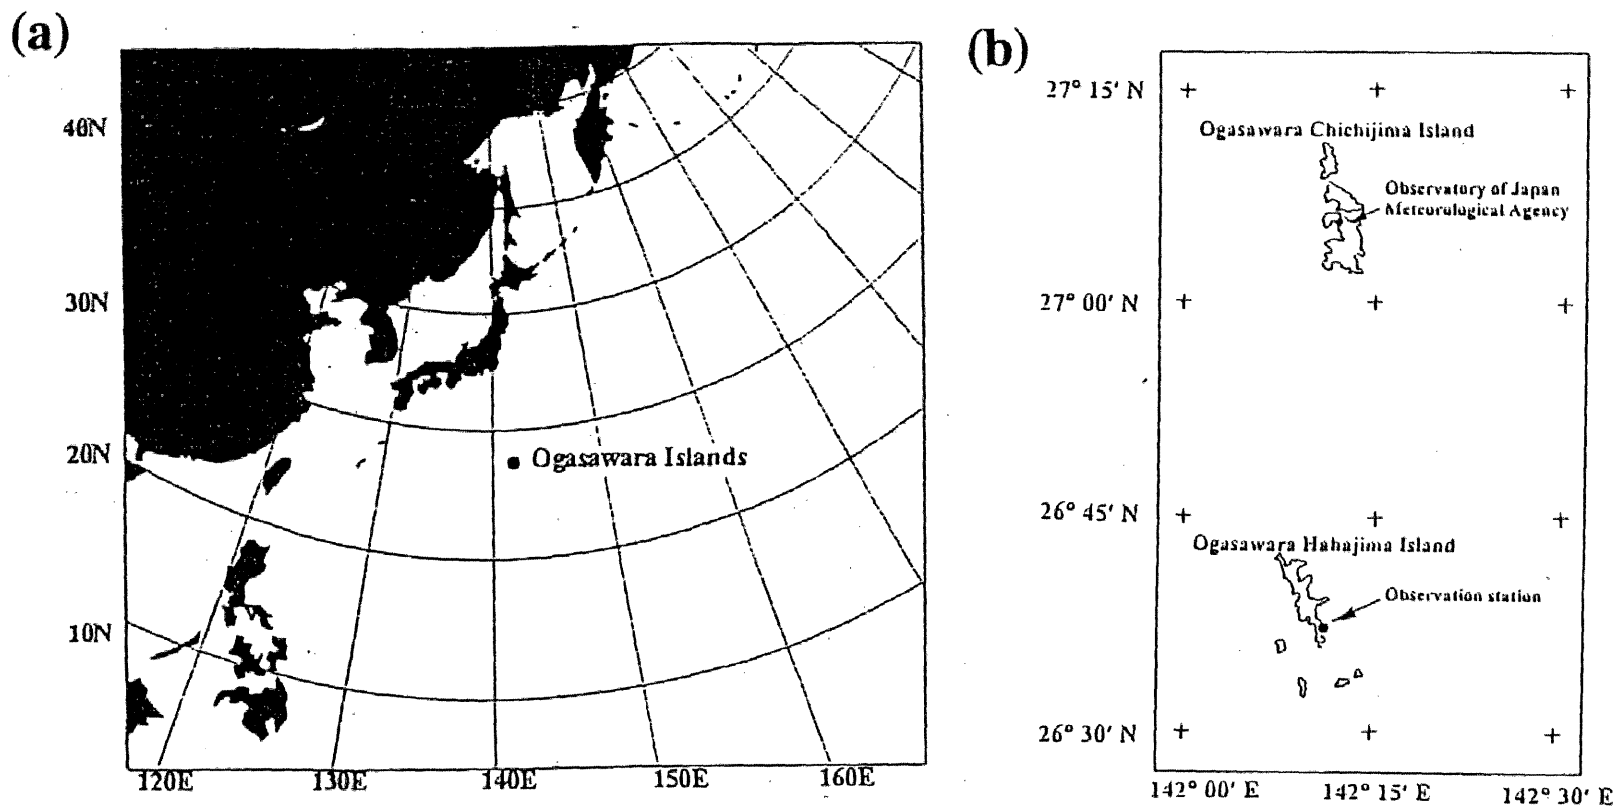 (a)
40N
30N
20N
10N
Ogasawara Islands
120E 130E 140E 150E 160E
(b)
27° 15' N
Ogasawara Chichijima Island
Observatory of Japan
Meteorological Agency
27° 00' N
26° 45' N
Ogasawara Hahajima Island
Observation station
26° 30' N
142° 00' E 142° 15' E 142° 30' E